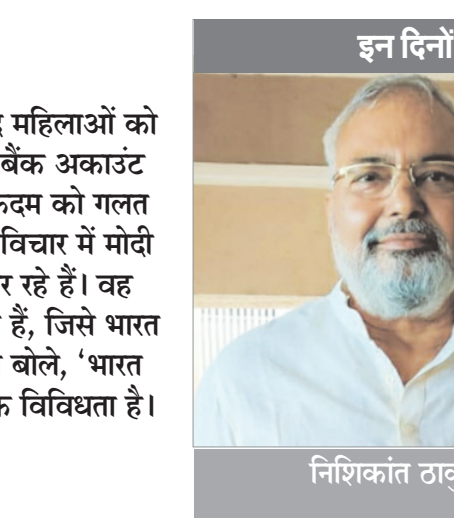 महिलाओं को
बैंक अकाउंट
कदम को गलत
विचार में मोदी
रहे हैं। वह
हैं, जिसे भारत
बोले, ‘भारत
विविधता है।
इन दिनों
निशिकांत